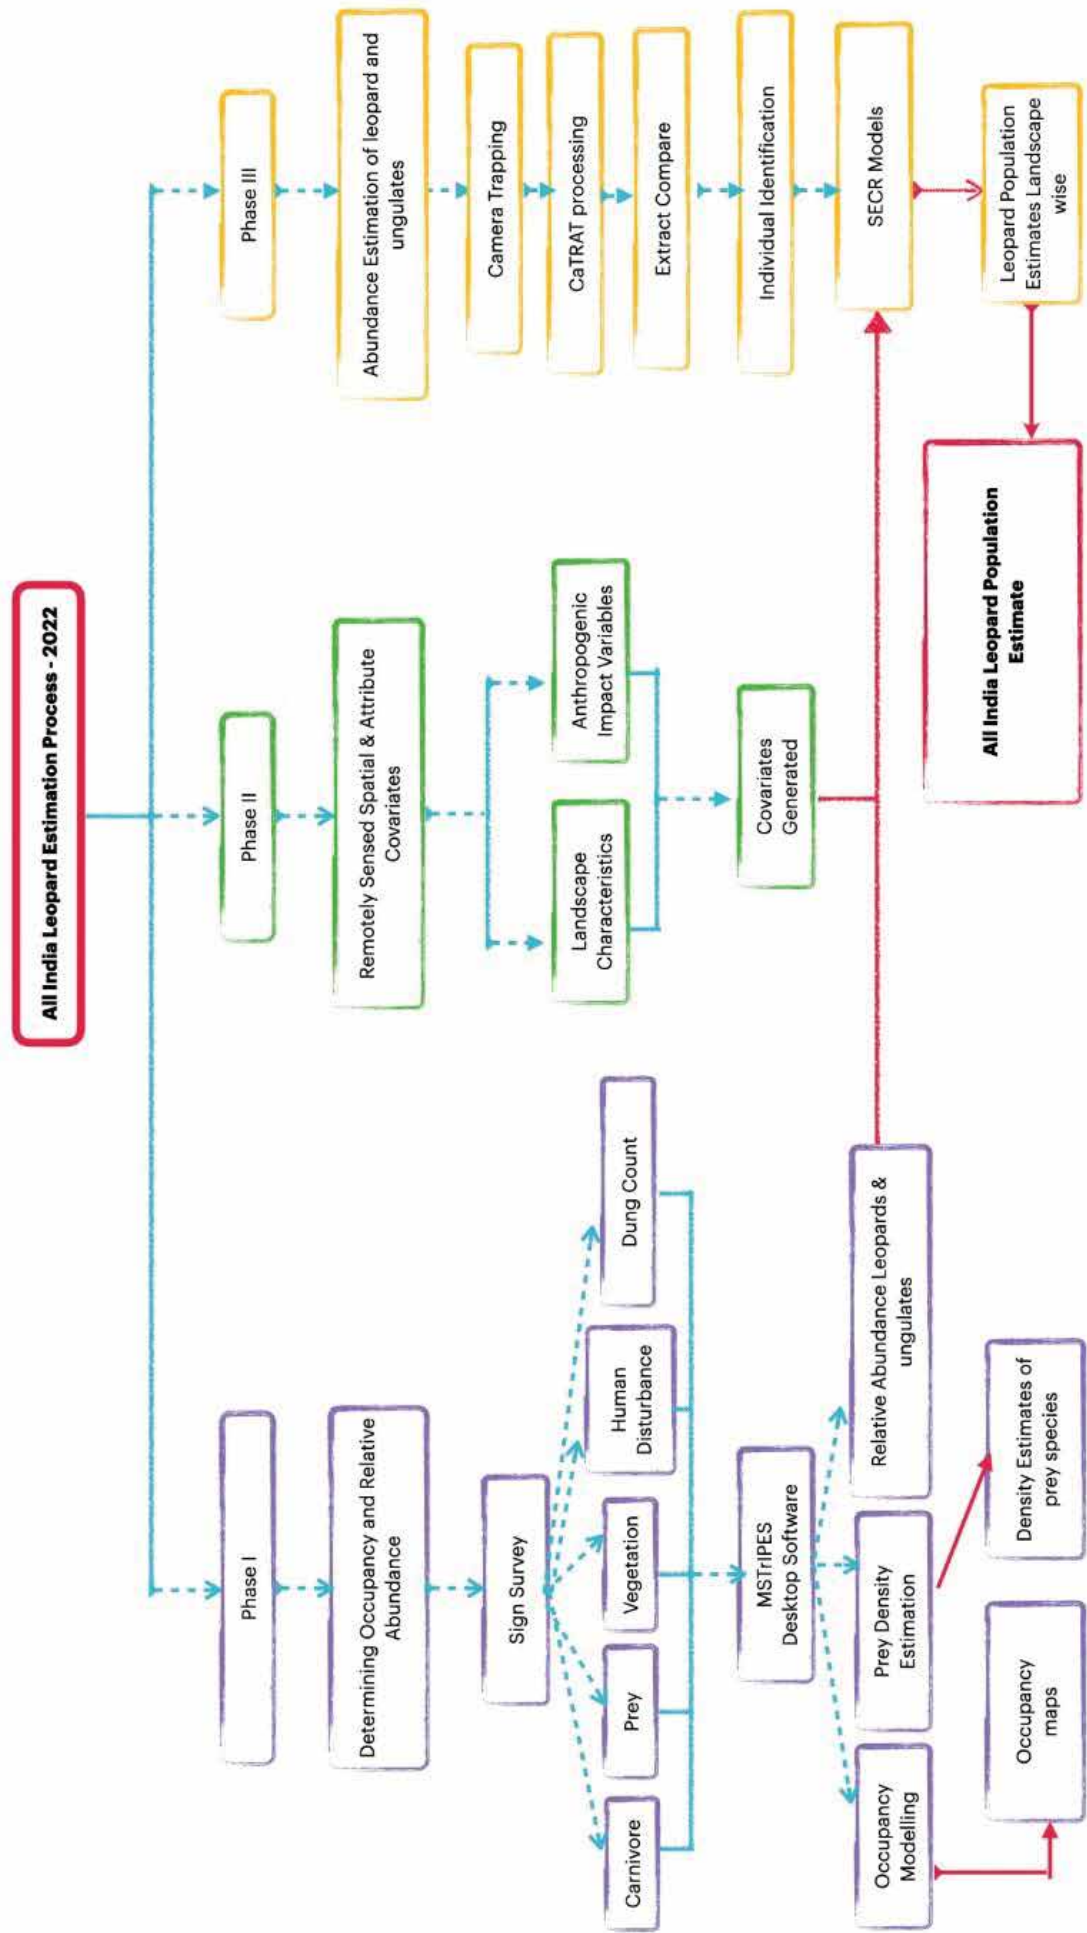 All India Leopard Estimation Process - 2022
Phase I
Determining Occupancy and Relative
Abundance
Sign Survey
Carnivore
Prey
Vegetation
Human
Disturbance
Dung Count
MSTrIPES
Desktop Software
Occupancy
Modelling
Prey Density
Estimation
Relative Abundance Leopards &
ungulates
Occupancy
maps
Density Estimates of
prey species
Phase II
Remotely Sensed Spatial & Attribute
Covariates
Landscape
Characteristics
Anthropogenic
Impact Variables
Covariates
Generated
Phase III
Abundance Estimation of leopard and
ungulates
Camera Trapping
CaTRAT processing
Extract Compare
Individual Identification
SECR Models
Leopard Population
Estimates Landscape
wise
All India Leopard Population
Estimate